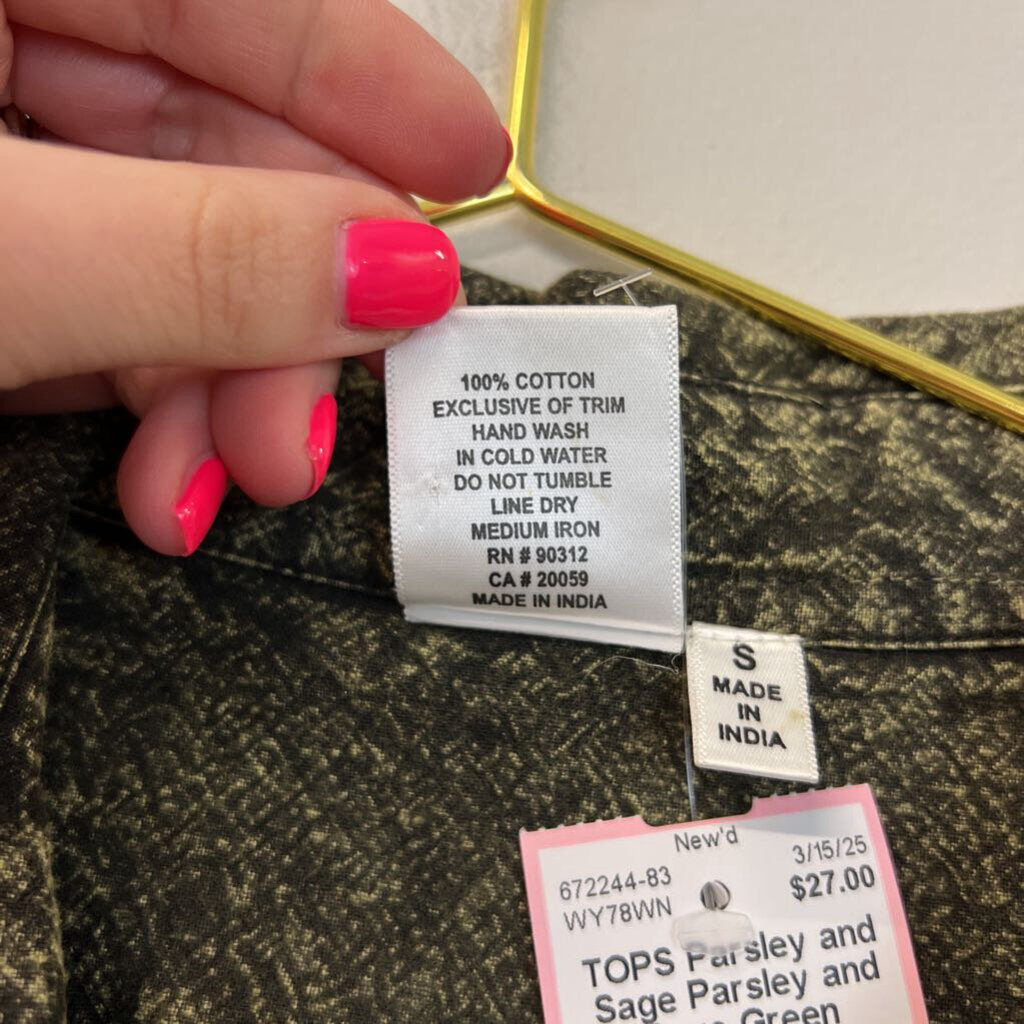 100% COTTON
EXCLUSIVE OF TRIM
HAND WASH
IN COLD WATER
DO NOT TUMBLE
LINE DRY
MEDIUM IRON
RN # 90312
CA # 20059
MADE IN INDIA
S
MADE
IN
INDIA
New'd
672244-83
3/15/25
WY78WN
$27.00
TOPS Parsley and
Sage Parsley and
Green